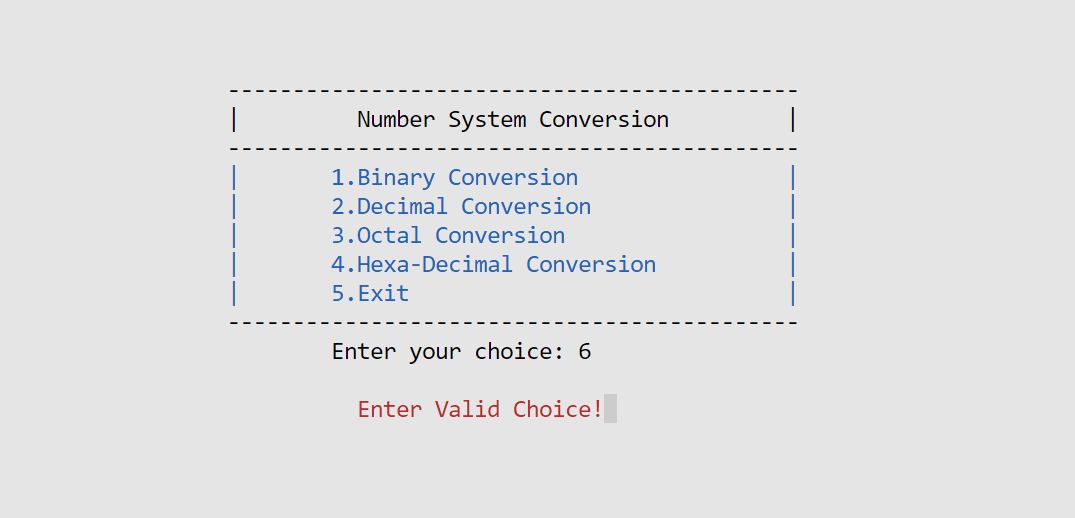 --------------------------------------------
|         Number System Conversion         |
--------------------------------------------
|       1.Binary Conversion                |
|       2.Decimal Conversion               |
|       3.Octal Conversion                 |
|       4.Hexa-Decimal Conversion          |
|       5.Exit                             |
--------------------------------------------
Enter your choice: 6
Enter Valid Choice!